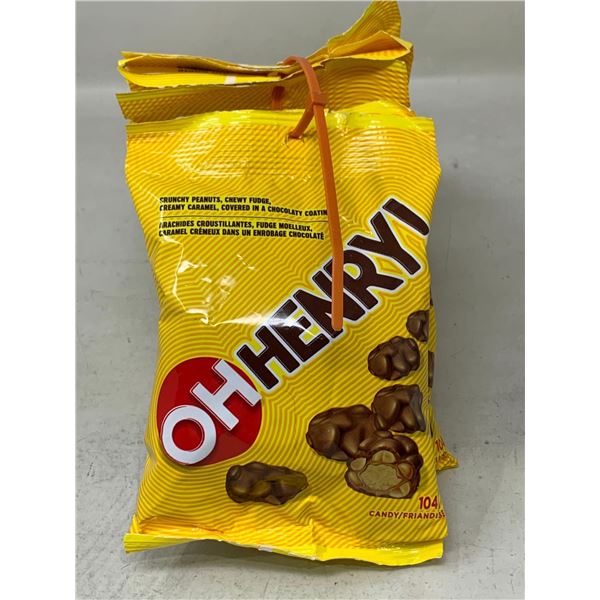 CRUNCHY PEANUTS, CHEWY FUDGE,
CREAMY CARAMEL, COVERED IN A CHOCOLATY
ARACHIDES CROUSTILLANTES, FUDGE MOELLEUX,
CARAMEL CRÉMEUX DANS UN ENROBAGE CHOCOLATÉ
OH HENRY!
104
CANDY/FRIANDIS